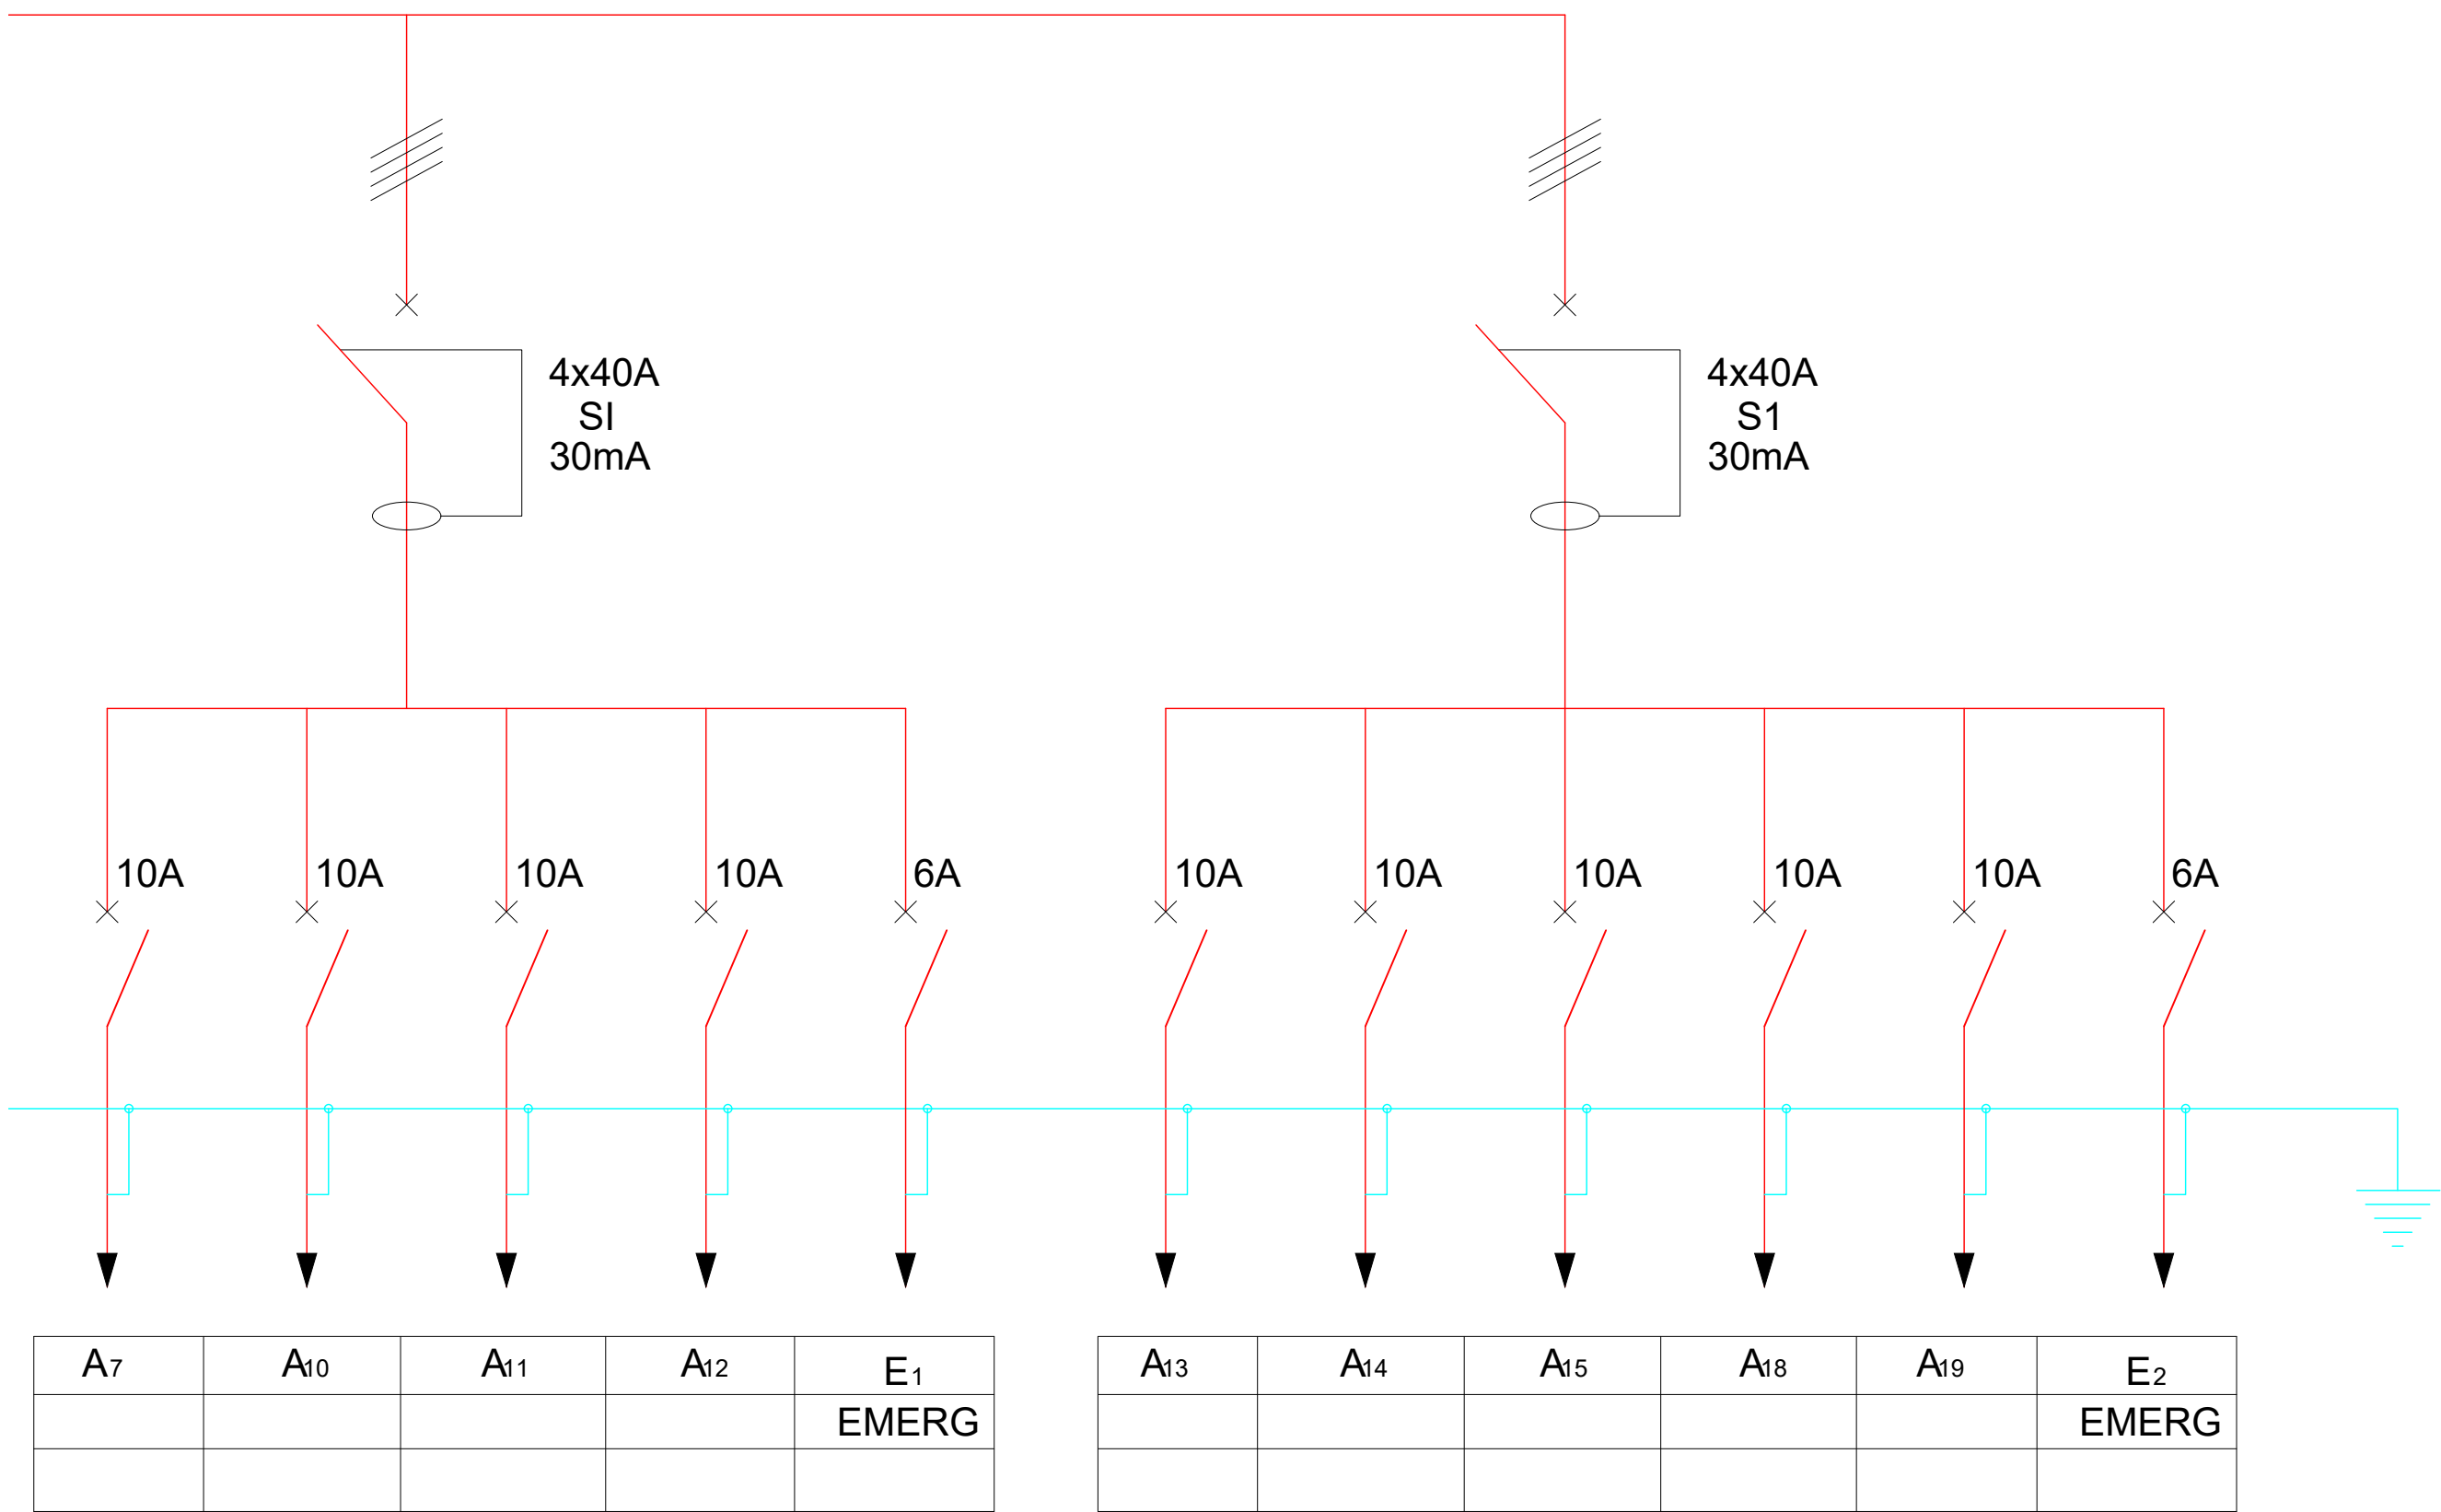 4x40A
SI
30mA
4x40A
S1
30mA
10A 10A 10A 10A 6A 10A 10A 10A 10A 10A 6A
A7 A10 A11 A12 E1 A13 A14 A15 A18 A19 E2
EMERG EMERG